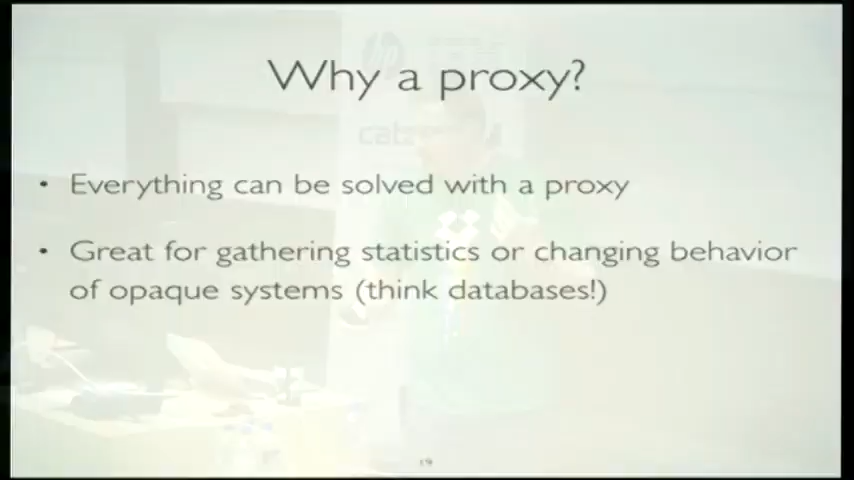 Why a proxy?
• Everything can be solved with a proxy
• Great for gathering statistics or changing behavior
of opaque systems (think databases!)
19